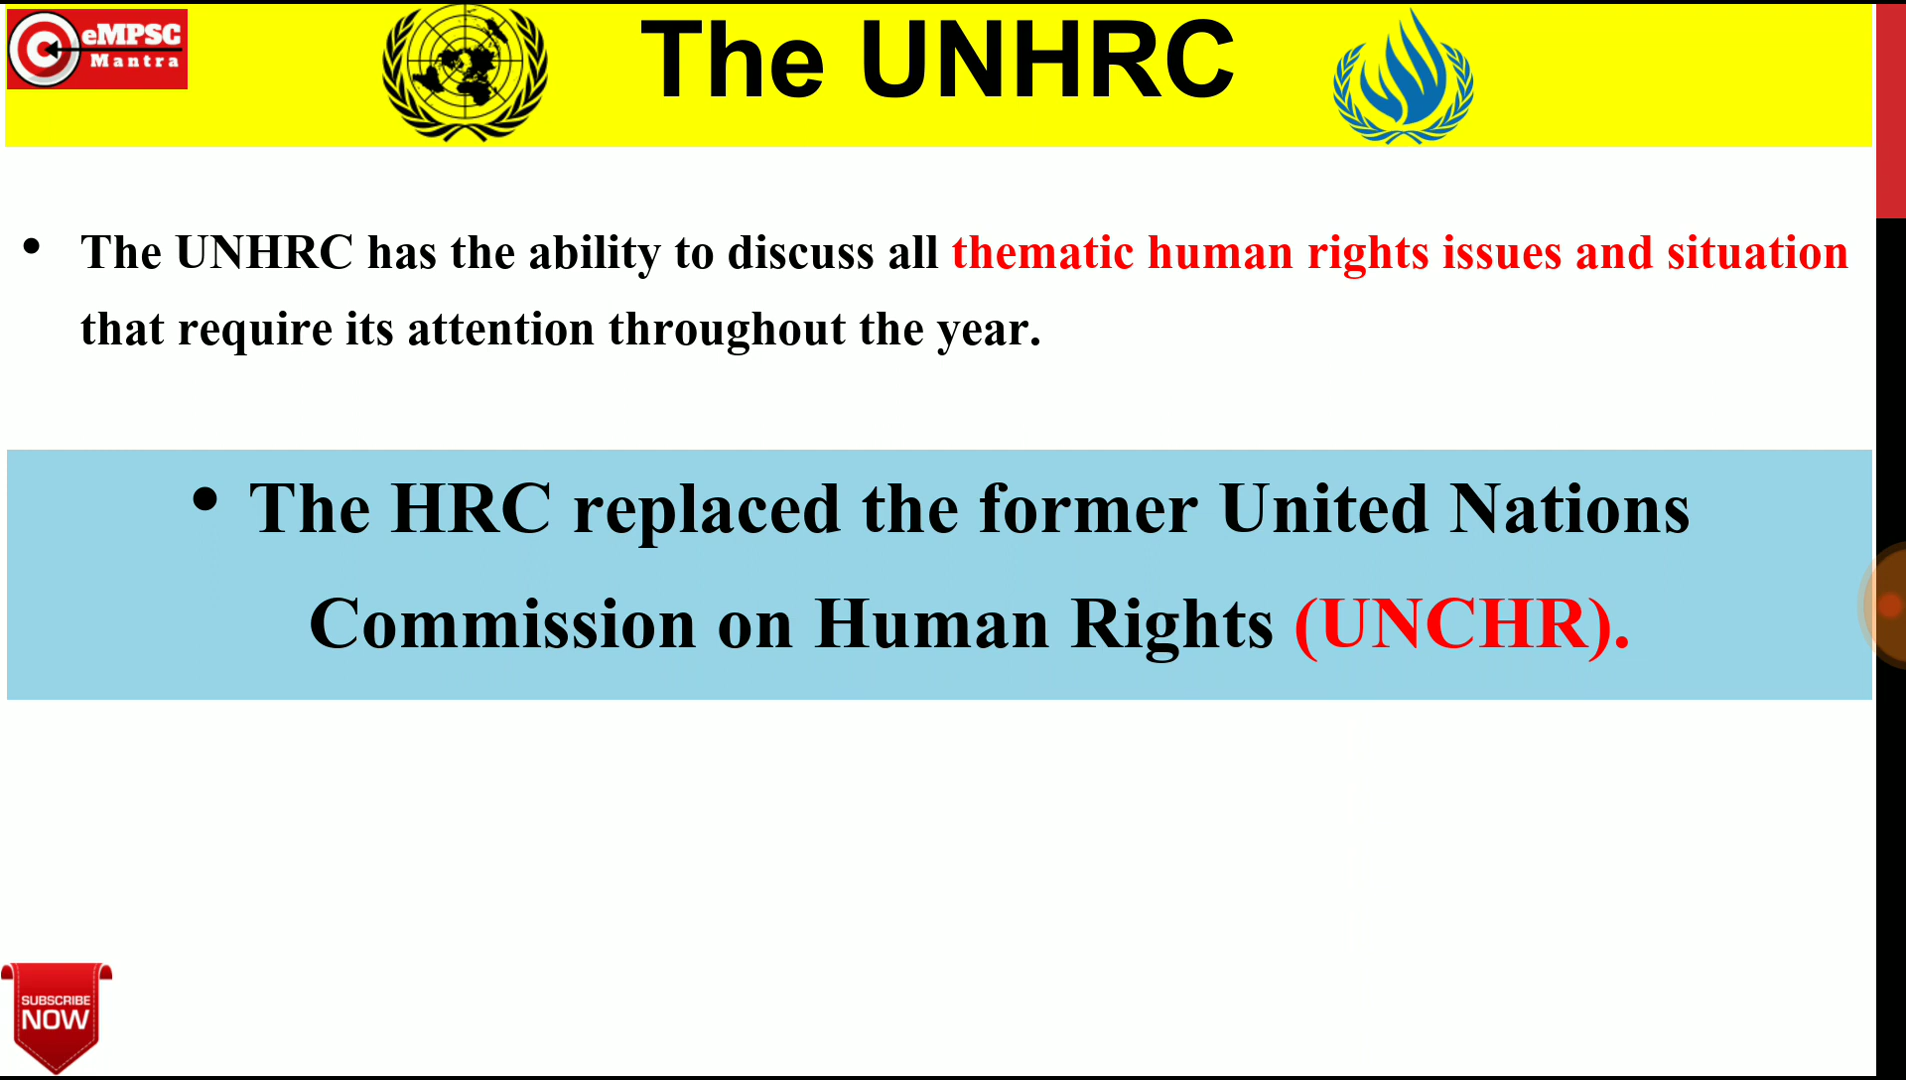 eMPSC
Mantra
The UNHRC
• The UNHRC has the ability to discuss all thematic human rights issues and situation
that require its attention throughout the year.
• The HRC replaced the former United Nations
Commission on Human Rights (UNCHR).
SUBSCRIBE
NOW